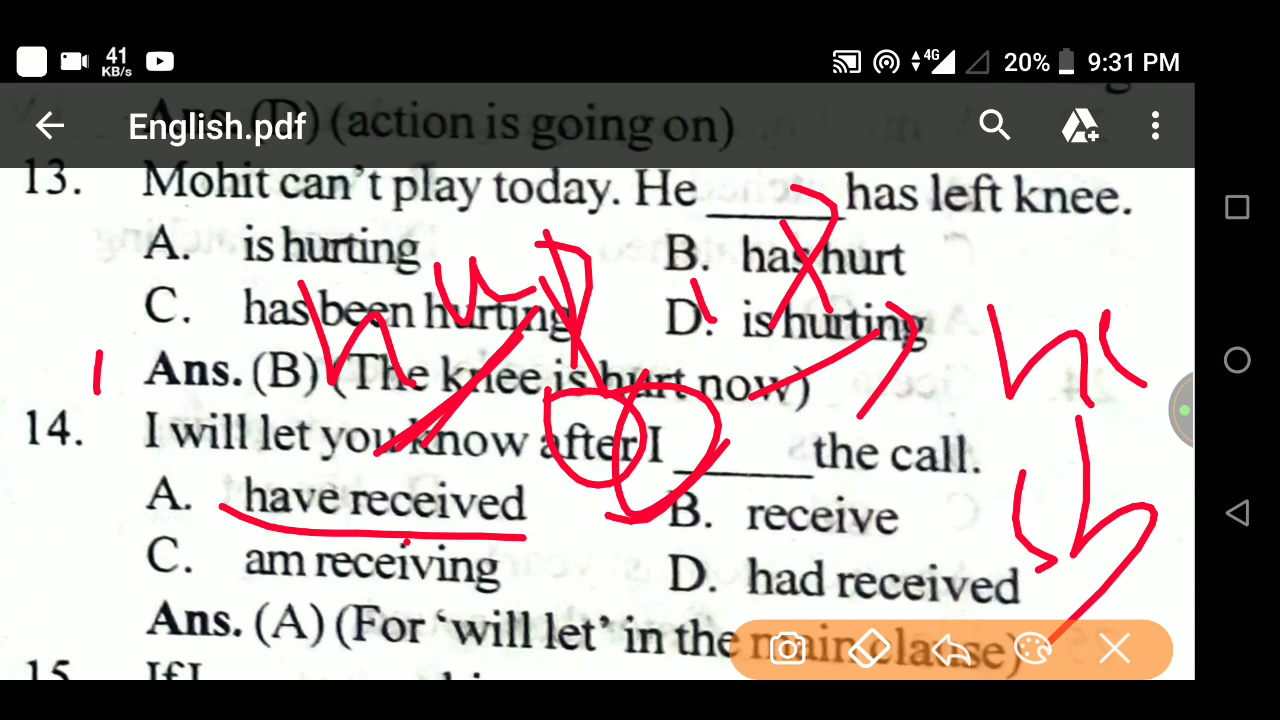 41 KB/s 4G 20% 9:31 PM
English.pdf
Ans. (D) (action is going on)
13. Mohit can't play today. He ______ has left knee.
A. is hurting B. has hurt
C. has been hurting D. is hurting
Ans. (B) (The knee is hurt now)
14. I will let you know after I ______ the call.
A. have received B. receive
C. am receiving D. had received
Ans. (A) (For ‘will let’ in the main clause)
15. If I